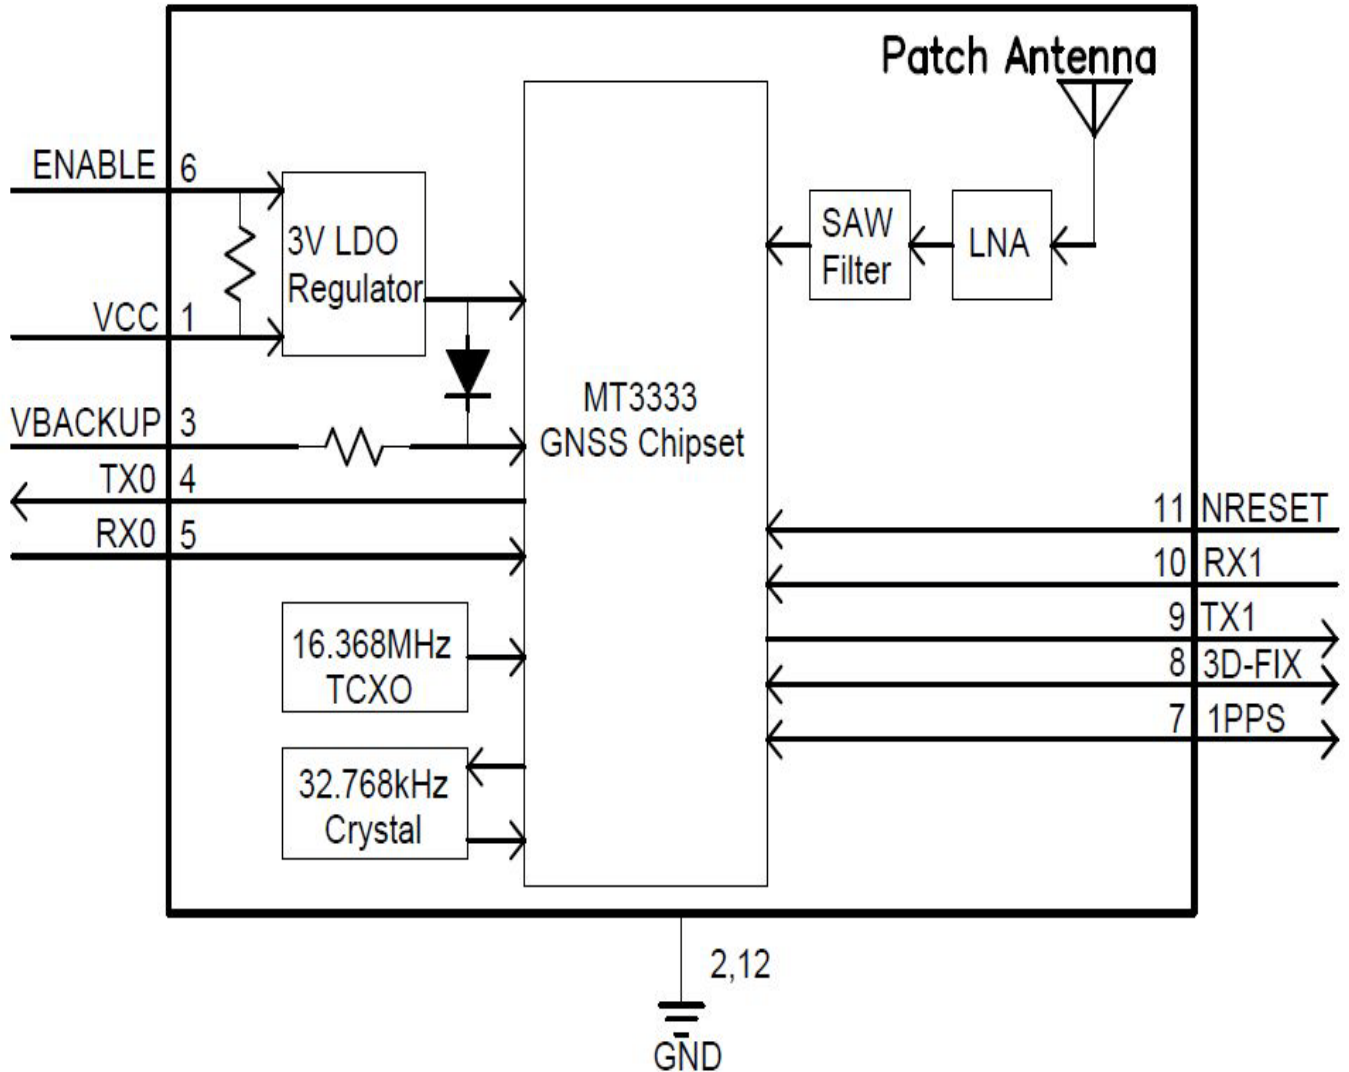 Patch Antenna
ENABLE 6
3V LDO
Regulator
VCC 1
SAW
Filter
LNA
MT3333
GNSS Chipset
VBACKUP 3
TX0 4
RX0 5
11 NRESET
10 RX1
9 TX1
8 3D-FIX
7 1PPS
16.368MHz
TCXO
32.768kHz
Crystal
2,12
GND